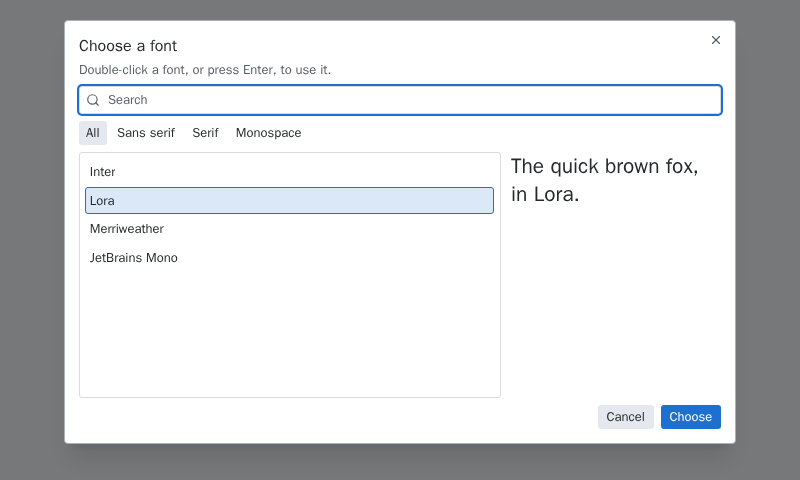 Choose a font
Double-click a font, or press Enter, to use it.
Search
All Sans serif Serif Monospace
Inter
Lora
Merriweather
JetBrains Mono
The quick brown fox,
in Lora.
Cancel Choose